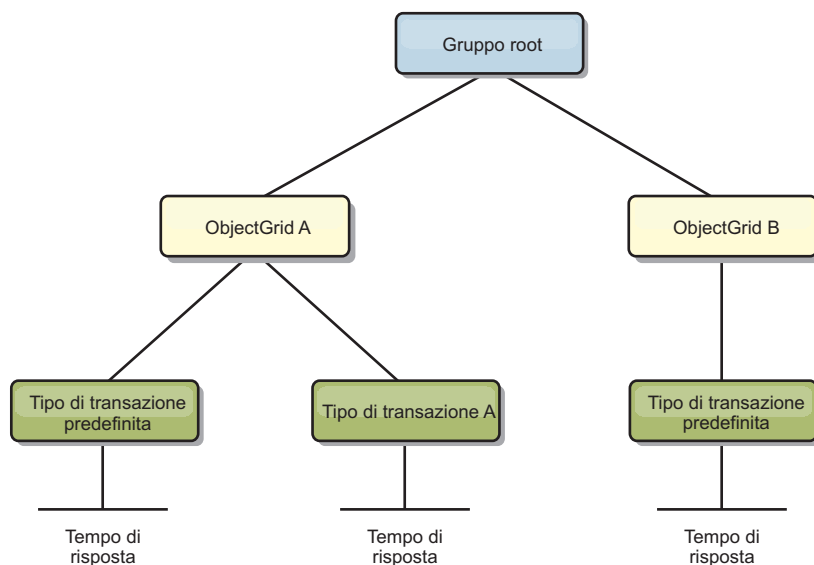 Gruppo root
ObjectGrid A
ObjectGrid B
Tipo di transazione
predefinita
Tipo di transazione A
Tipo di transazione
predefinita
Tempo di
risposta
Tempo di
risposta
Tempo di
risposta